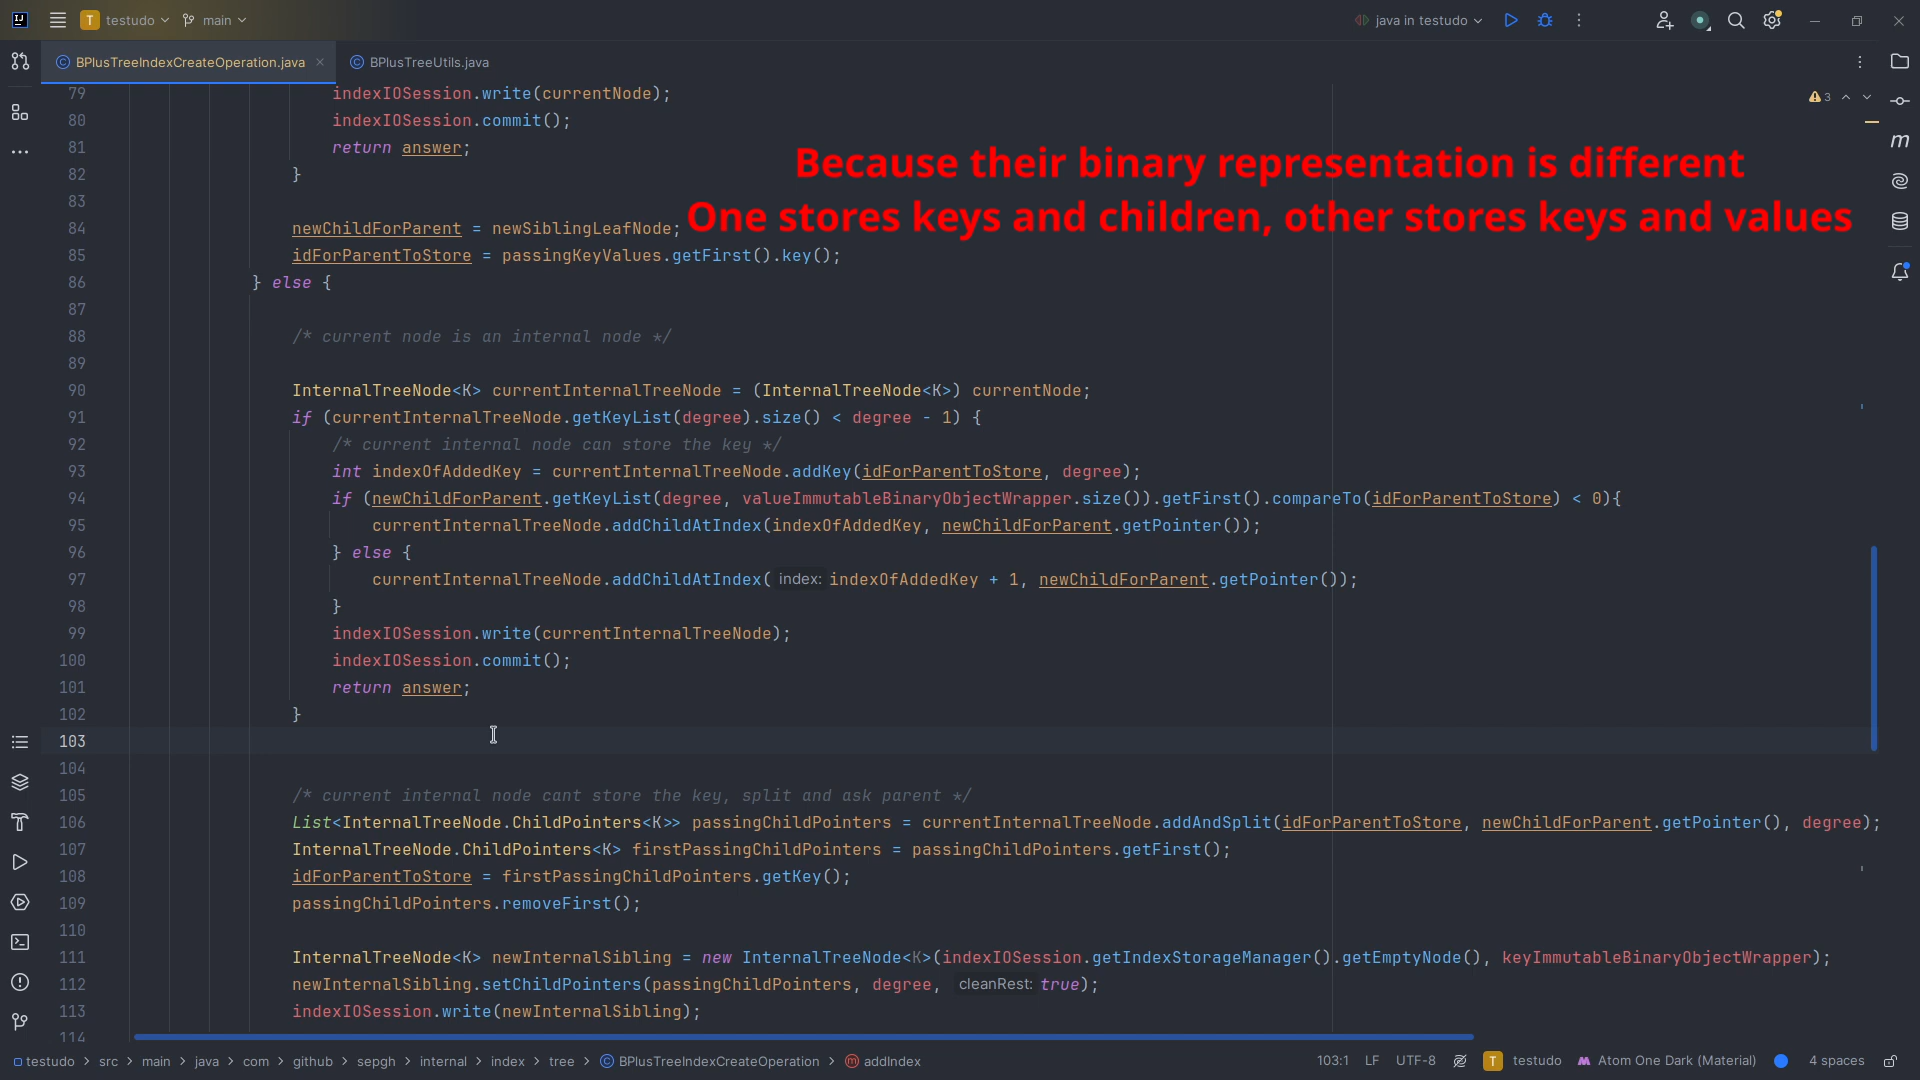 testudo main java in testudo
BPlusTreeIndexCreateOperation.java BPlusTreeUtils.java
79 indexIOSession.write(currentNode); 3
80 indexIOSession.commit();
81 return answer;
Because their binary representation is different
82 }
83
One stores keys and children, other stores keys and values
84 newChildForParent = newSiblingLeafNode;
85 idForParentToStore = passingKeyValues.getFirst().key();
86 } else {
87
88 /* current node is an internal node */
89
90 InternalTreeNode<K> currentInternalTreeNode = (InternalTreeNode<K>) currentNode;
91 if (currentInternalTreeNode.getKeyList(degree).size() < degree - 1) {
92 /* current internal node can store the key */
93 int indexOfAddedKey = currentInternalTreeNode.addKey(idForParentToStore, degree);
94 if (newChildForParent.getKeyList(degree, valueImmutableBinaryObjectWrapper.size()).getFirst().compareTo(idForParentToStore) < 0){
95 currentInternalTreeNode.addChildAtIndex(indexOfAddedKey, newChildForParent.getPointer());
96 } else {
97 currentInternalTreeNode.addChildAtIndex( index: indexOfAddedKey + 1, newChildForParent.getPointer());
98 }
99 indexIOSession.write(currentInternalTreeNode);
100 indexIOSession.commit();
101 return answer;
102 }
103
104
105 /* current internal node cant store the key, split and ask parent */
106 List<InternalTreeNode.ChildPointers<K>> passingChildPointers = currentInternalTreeNode.addAndSplit(idForParentToStore, newChildForParent.getPointer(), degree);
107 InternalTreeNode.ChildPointers<K> firstPassingChildPointers = passingChildPointers.getFirst();
108 idForParentToStore = firstPassingChildPointers.getKey();
109 passingChildPointers.removeFirst();
110
111 InternalTreeNode<K> newInternalSibling = new InternalTreeNode<K>(indexIOSession.getIndexStorageManager().getEmptyNode(), keyImmutableBinaryObjectWrapper);
112 newInternalSibling.setChildPointers(passingChildPointers, degree, cleanRest: true);
113 indexIOSession.write(newInternalSibling);
114
testudo > src > main > java > com > github > sepgh > internal > index > tree > BPlusTreeIndexCreateOperation > addIndex 103:1 LF UTF-8 T testudo Atom One Dark (Material) 4 spaces